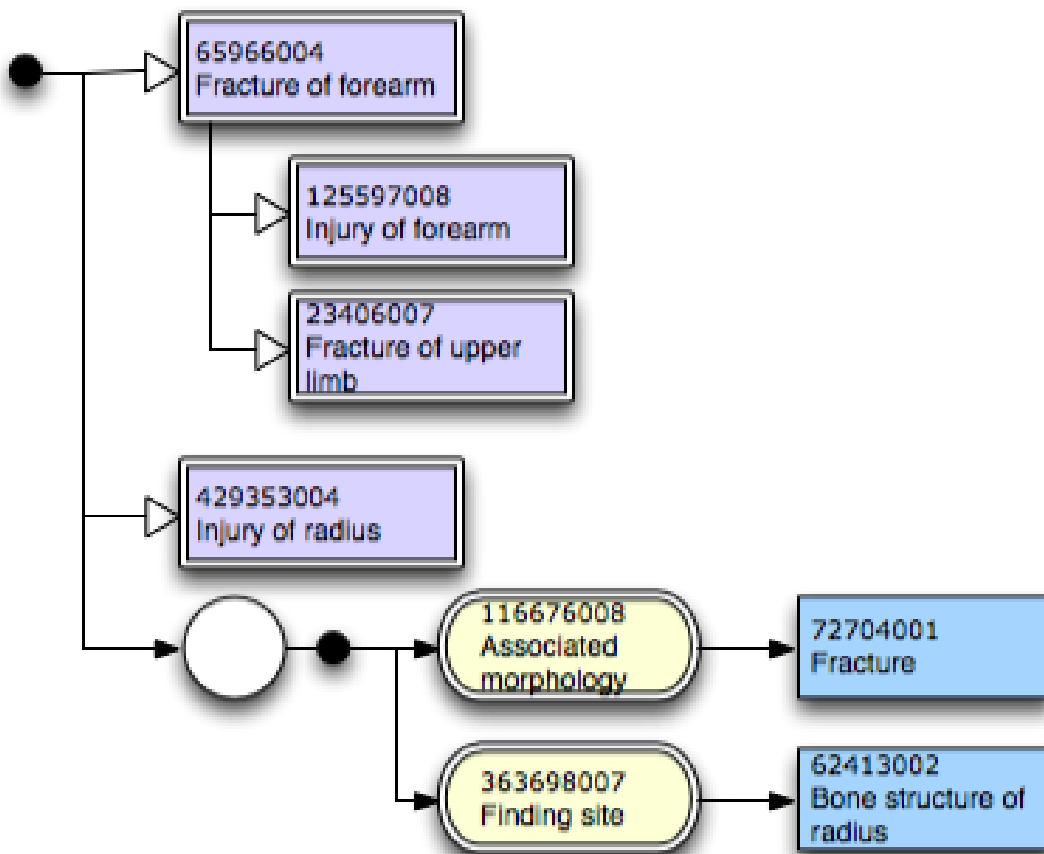 65966004
Fracture of forearm
125597008
Injury of forearm
23406007
Fracture of upper
limb
429353004
Injury of radius
116676008
Associated
morphology
72704001
Fracture
363698007
Finding site
62413002
Bone structure of
radius